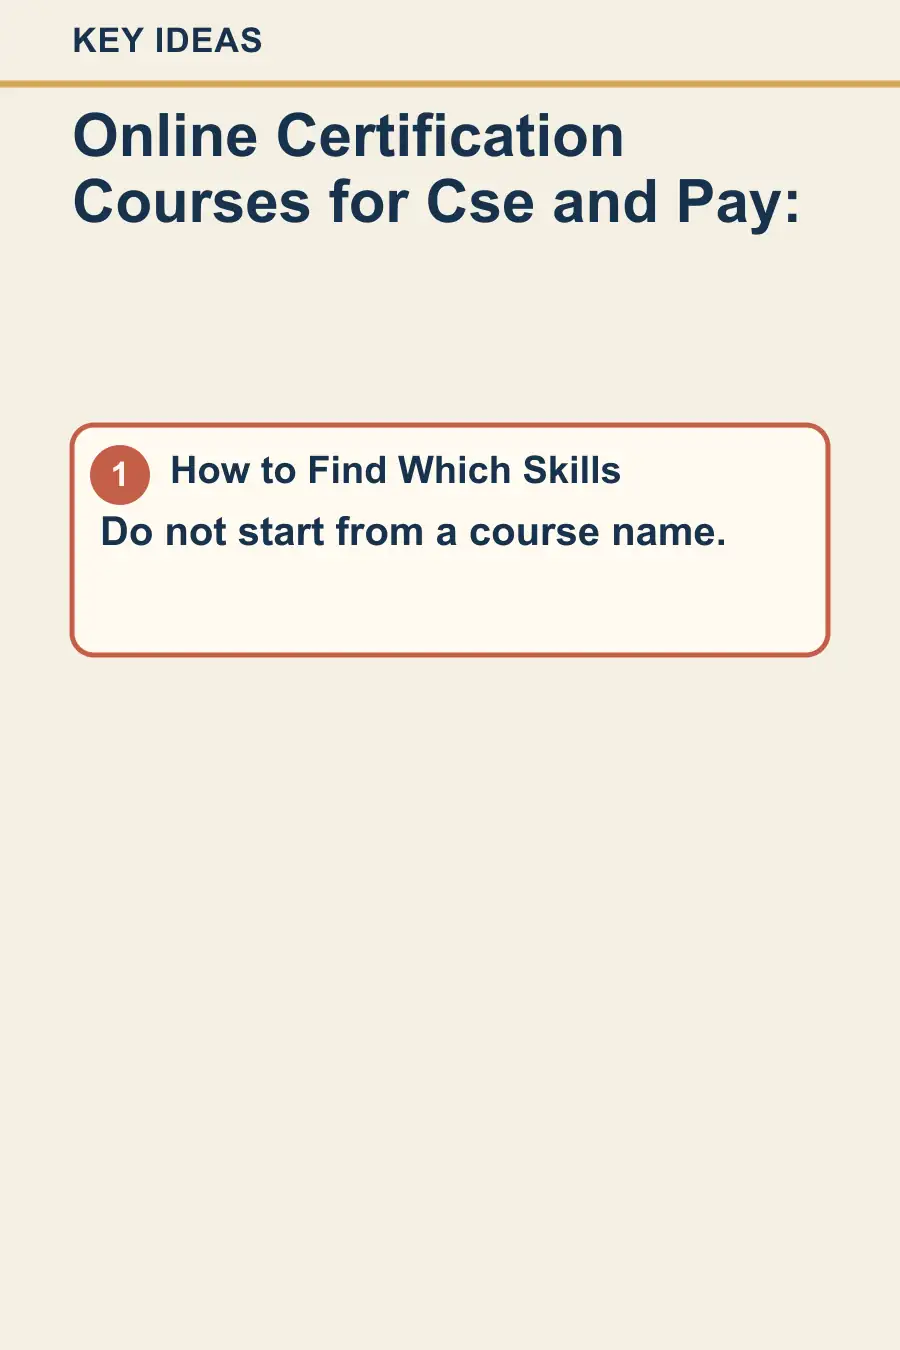 KEY IDEAS
Online Certification
Courses for Cse and Pay:
1 How to Find Which Skills
Do not start from a course name.